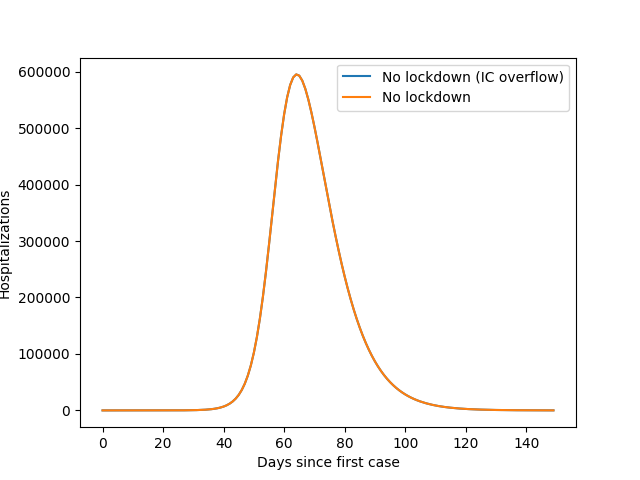 No lockdown (IC overflow)
No lockdown
600000
500000
400000
300000
200000
100000
0
Hospitalizations
0 20 40 60 80 100 120 140
Days since first case